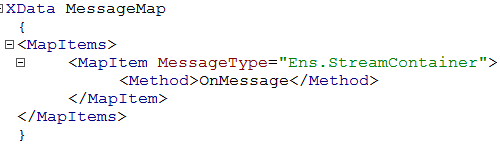 XData MessageMap
{
<MapItems>
<MapItem MessageType="Ens.StreamContainer">
<Method>OnMessage</Method>
</MapItem>
</MapItems>
}